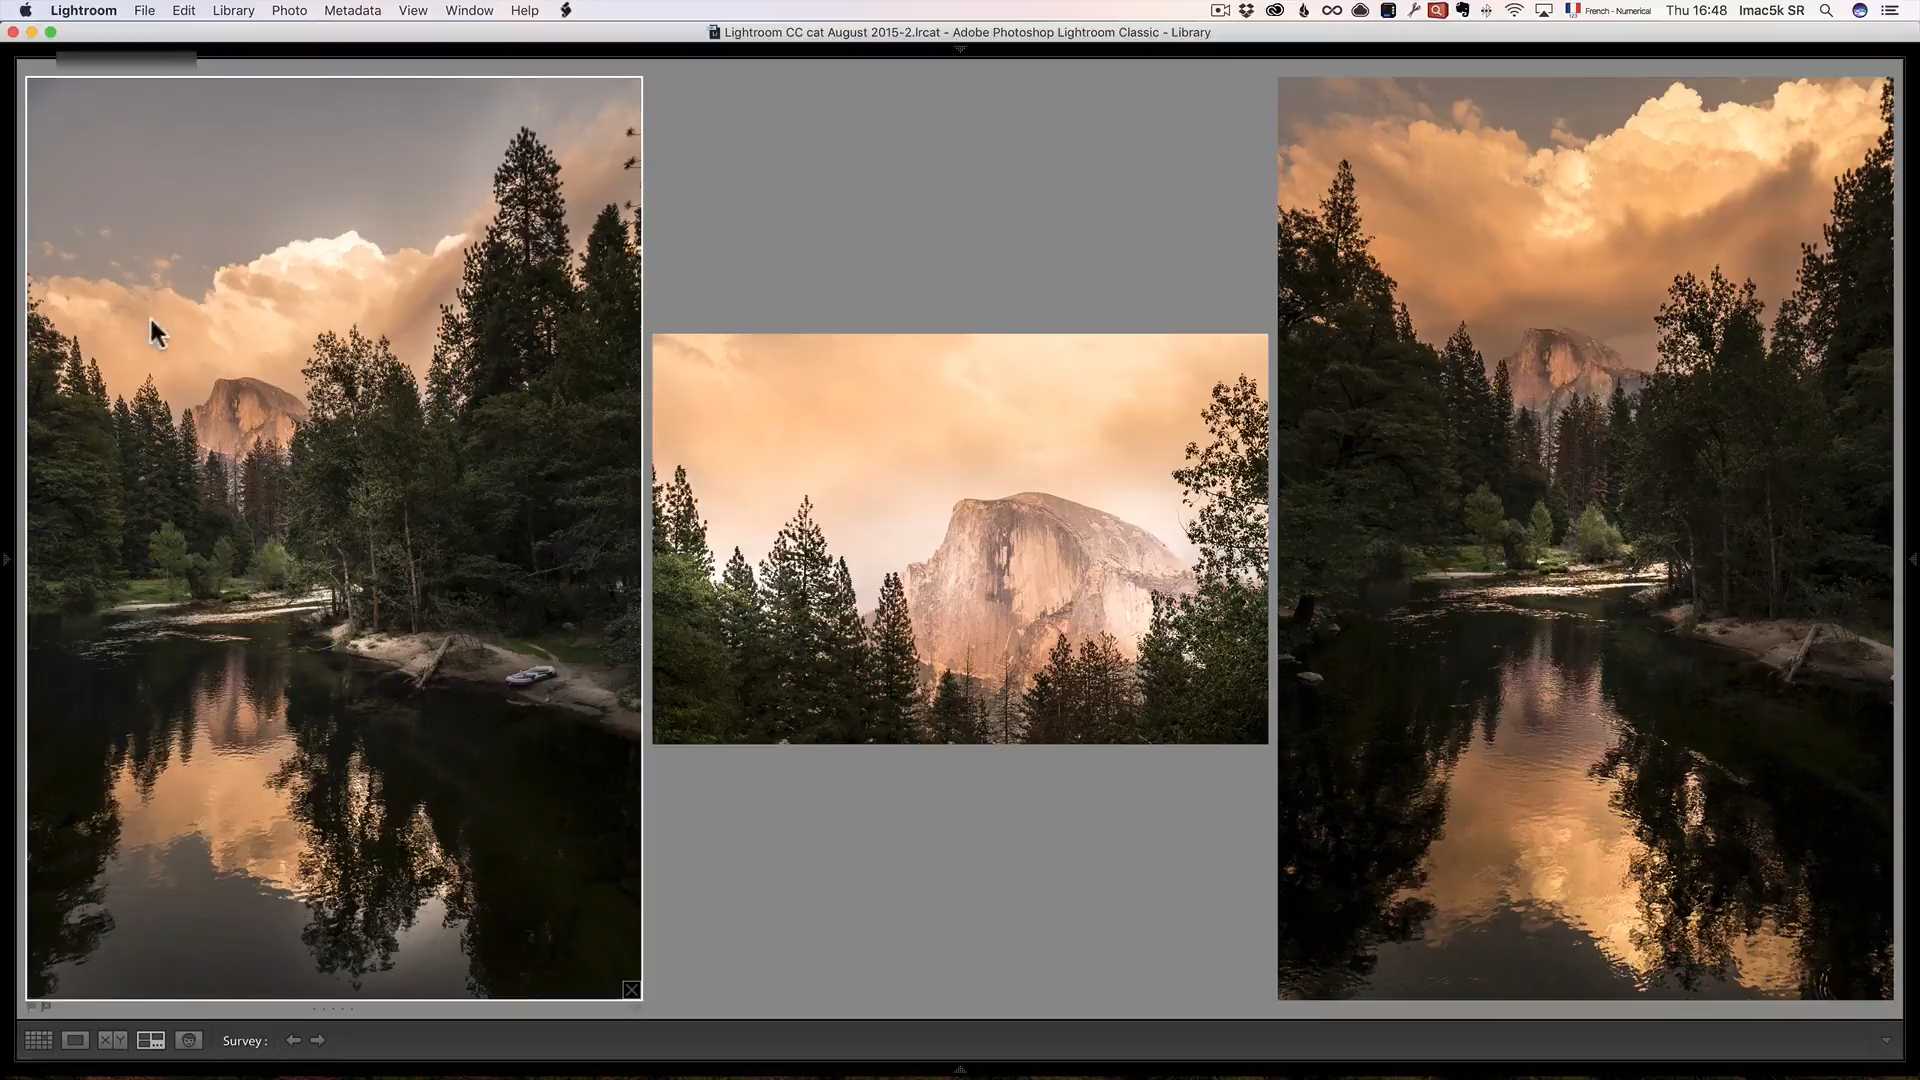 Lightroom File Edit Library Photo Metadata View Window Help French - Numerical Thu 16:48 Imac5k SR
Lightroom CC cat August 2015-2.lrcat - Adobe Photoshop Lightroom Classic - Library
XY Survey :